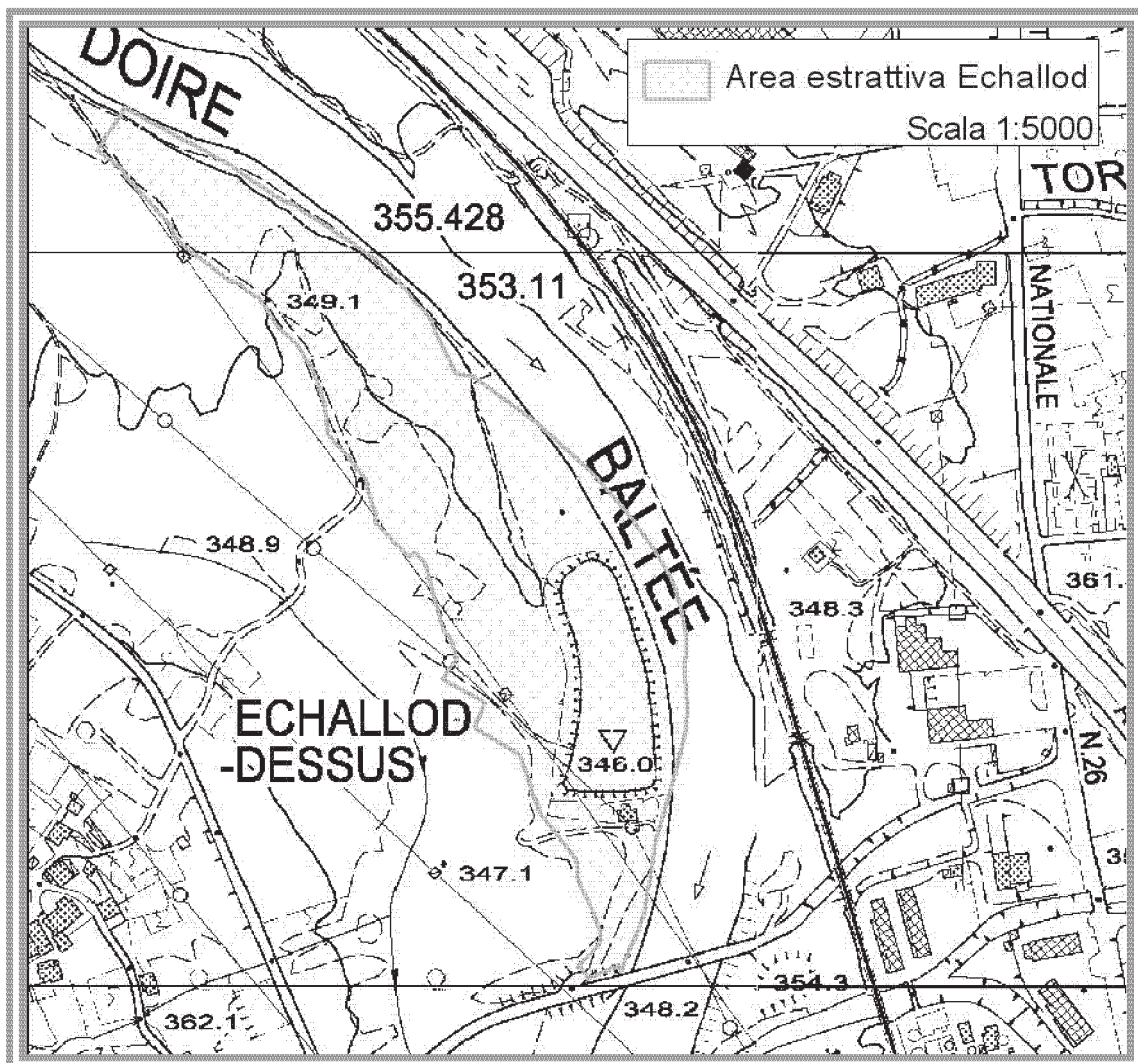 DOIRE
Area estrattiva Echallod
Scala 1:5000
TOR
355.428
353.11
349.1
NATIONALE
BALTÉE
348.9
348.3
361.
ECHALLOD
-DESSUS
346.0
N.26
347.1
354.3
348.2
362.1